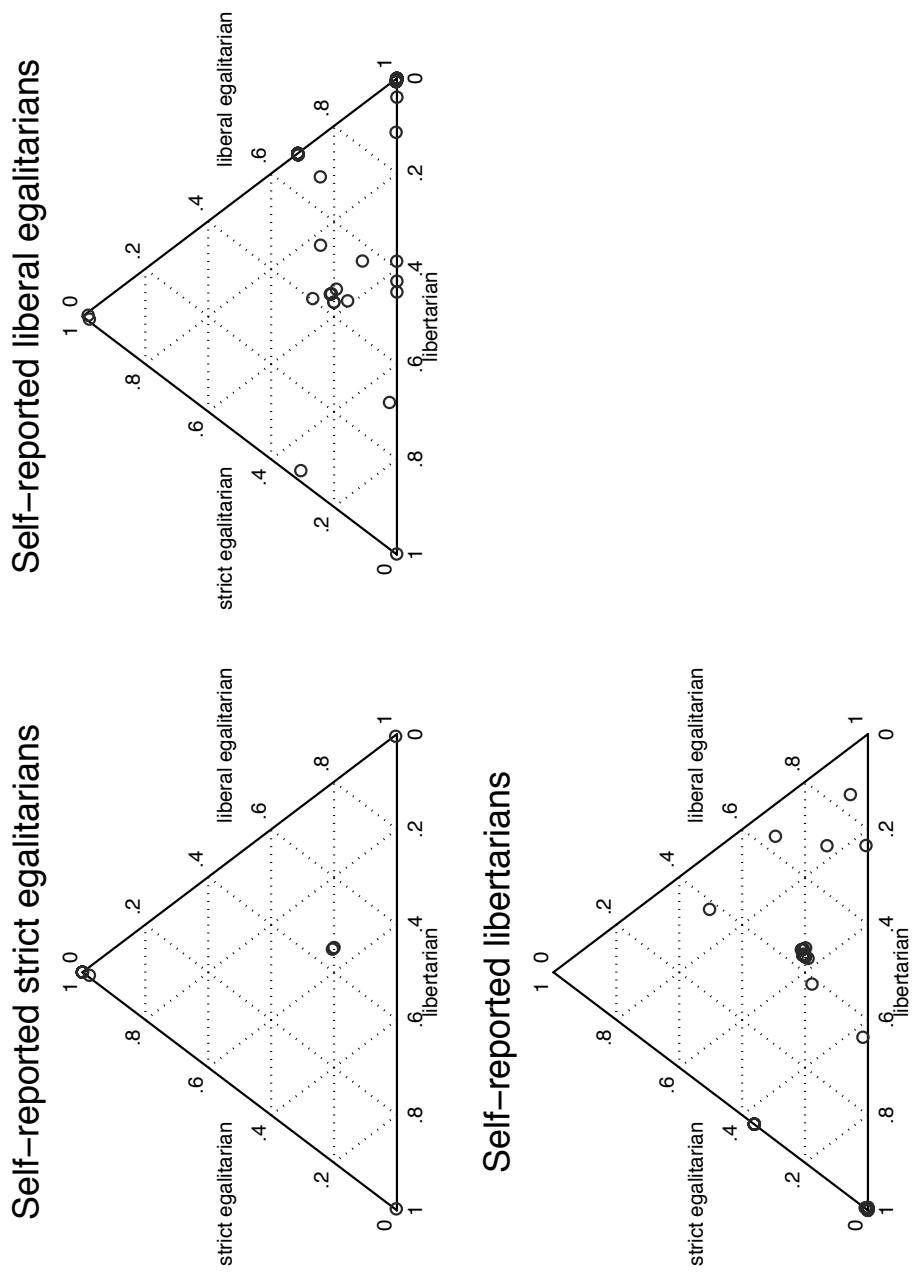 Self−reported strict egalitarians
1 0
.8 .2
.6 .4
strict egalitarian liberal egalitarian
.4 .6
.2 .8
0 1
1 .8 .6 .4 .2 0
libertarian
Self−reported liberal egalitarians
1 0
.8 .2
.6 .4
strict egalitarian liberal egalitarian
.4 .6
.2 .8
0 1
1 .8 .6 .4 .2 0
libertarian
Self−reported libertarians
1 0
.8 .2
.6 .4
strict egalitarian liberal egalitarian
.4 .6
.2 .8
0 1
1 .8 .6 .4 .2 0
libertarian